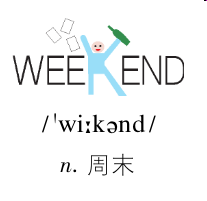 WEEKEND
/ˈwiːkənd/
n. 周末